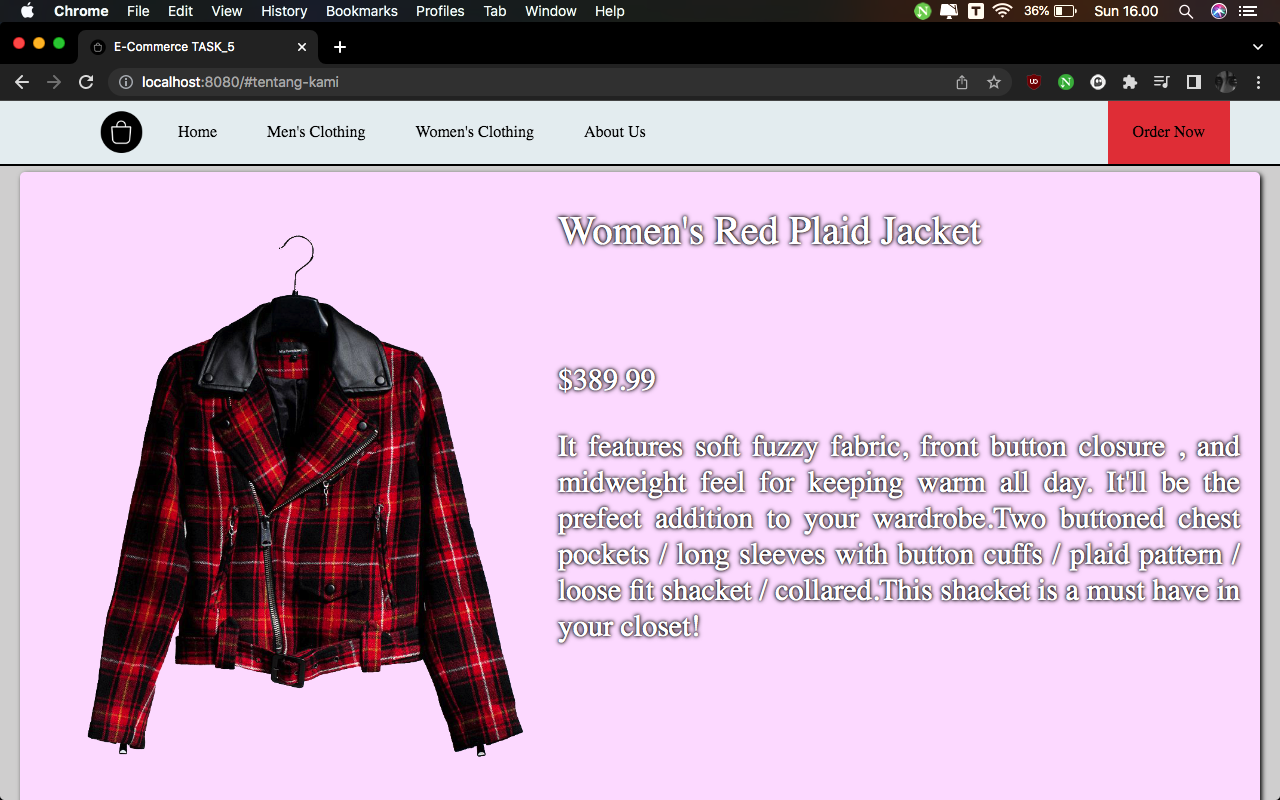 Chrome File Edit View History Bookmarks Profiles Tab Window Help T 36% Sun 16.00
E-Commerce TASK_5
localhost:8080/#tentang-kami
Home Men's Clothing Women's Clothing About Us Order Now
Women's Red Plaid Jacket
$389.99
It features soft fuzzy fabric, front button closure , and
midweight feel for keeping warm all day. It'll be the
prefect addition to your wardrobe.Two buttoned chest
pockets / long sleeves with button cuffs / plaid pattern /
loose fit shacket / collared.This shacket is a must have in
your closet!